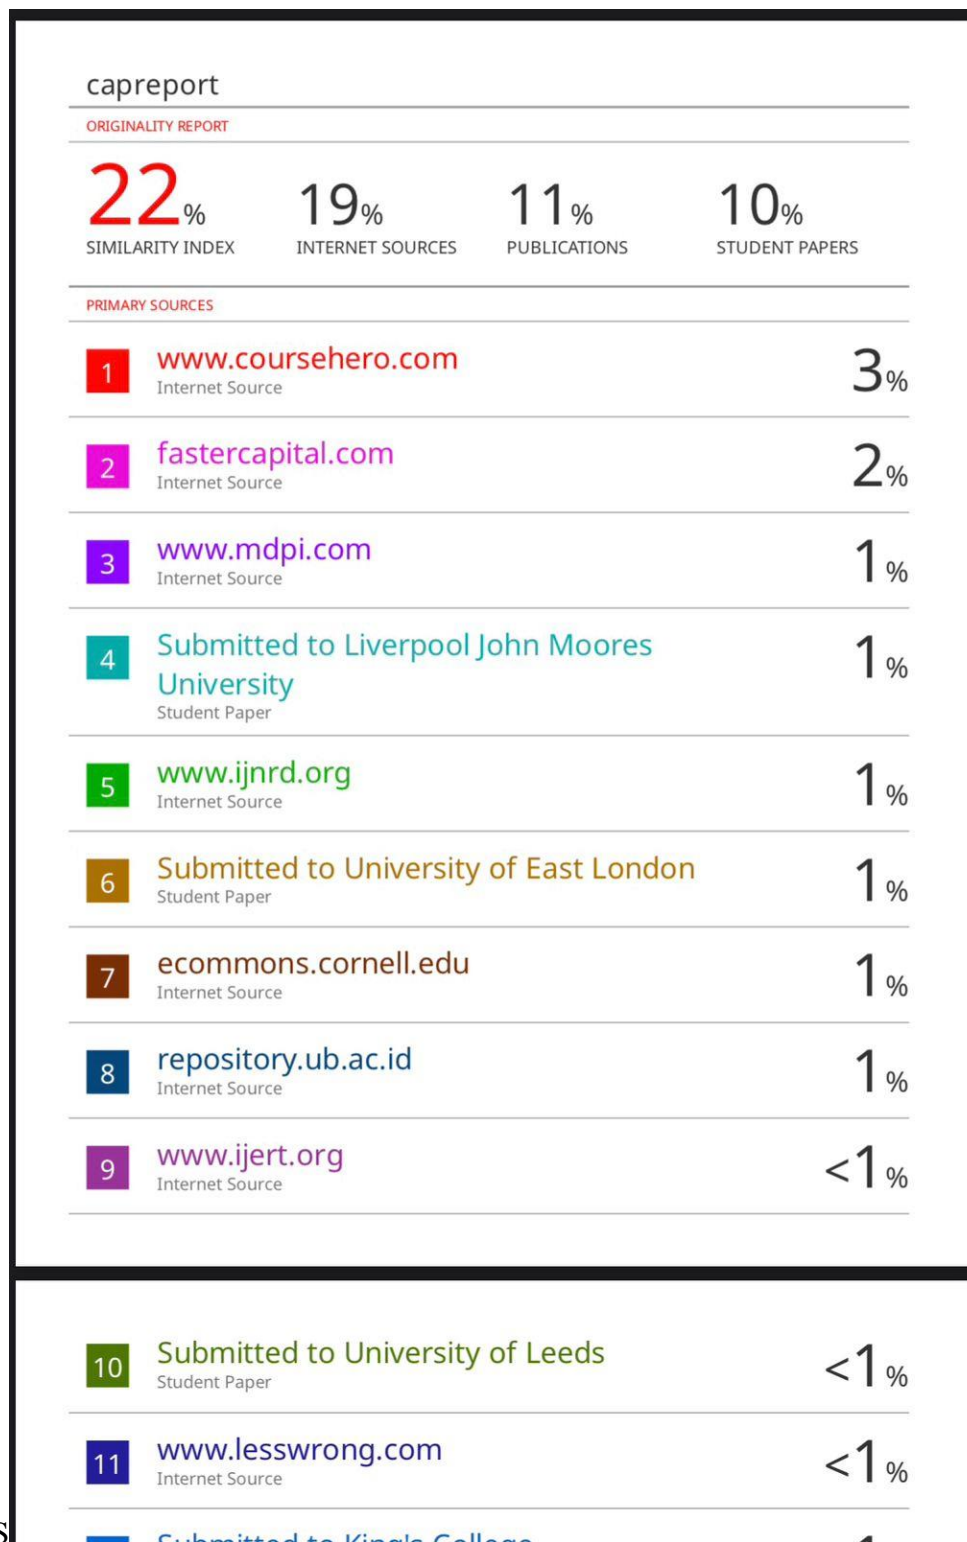 capreport
ORIGINALITY REPORT
22% 19% 11% 10%
SIMILARITY INDEX INTERNET SOURCES PUBLICATIONS STUDENT PAPERS
PRIMARY SOURCES
1 www.coursehero.com 3%
Internet Source
2 fastercapital.com 2%
Internet Source
3 www.mdpi.com 1%
Internet Source
4 Submitted to Liverpool John Moores 1%
University
Student Paper
5 www.ijnrd.org 1%
Internet Source
6 Submitted to University of East London 1%
Student Paper
7 ecommons.cornell.edu 1%
Internet Source
8 repository.ub.ac.id 1%
Internet Source
9 www.ijert.org <1%
Internet Source
10 Submitted to University of Leeds <1%
Student Paper
11 www.lesswrong.com <1%
Internet Source
Submitted to King's College
s